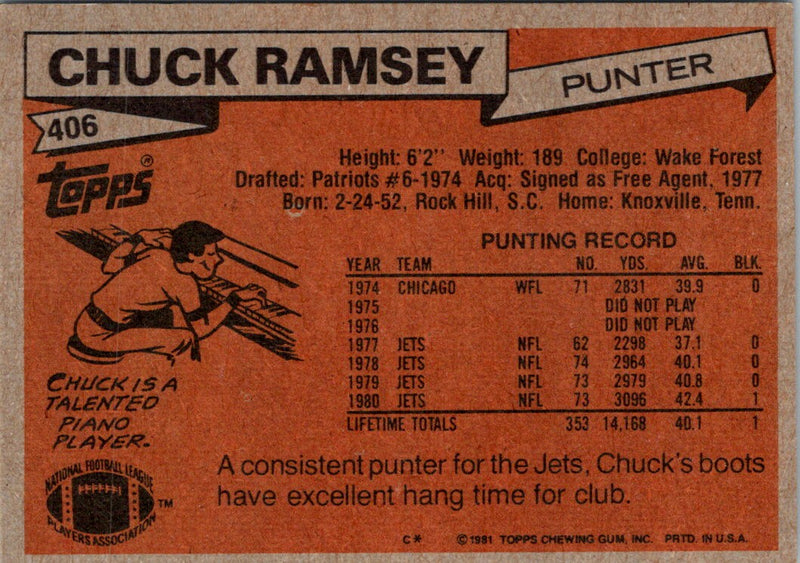 CHUCK RAMSEY
PUNTER
406
TOPPS®
Height: 6'2" Weight: 189 College: Wake Forest
Drafted: Patriots #6-1974 Acq: Signed as Free Agent, 1977
Born: 2-24-52, Rock Hill, S.C. Home: Knoxville, Tenn.
PUNTING RECORD
YEAR TEAM NO. YDS. AVG. BLK.
1974 CHICAGO WFL 71 2831 39.9 0
1975 DID NOT PLAY
1976 DID NOT PLAY
1977 JETS NFL 62 2298 37.1 0
1978 JETS NFL 74 2964 40.1 0
1979 JETS NFL 73 2979 40.8 0
1980 JETS NFL 73 3096 42.4 1
LIFETIME TOTALS 353 14,168 40.1 1
CHUCK IS A
TALENTED
PIANO
PLAYER.
A consistent punter for the Jets, Chuck's boots
have excellent hang time for club.
NATIONAL FOOTBALL LEAGUE
PLAYERS ASSOCIATION
TM
C* ©1981 TOPPS CHEWING GUM, INC. PRTD. IN U.S.A.